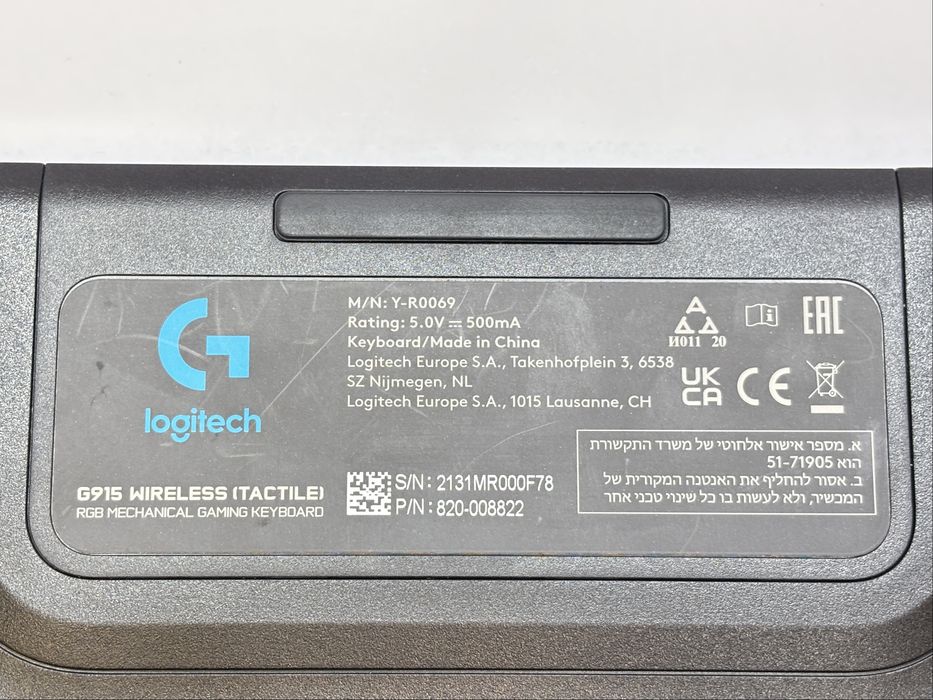 M/N: Y-R0069
Rating: 5.0V ⎓ 500mA
Keyboard/Made in China
Logitech Europe S.A., Takenhofplein 3, 6538
SZ Nijmegen, NL
Logitech Europe S.A., 1015 Lausanne, CH
G
logitech
G915 WIRELESS (TACTILE)
RGB MECHANICAL GAMING KEYBOARD
S/N: 2131MR000F78
P/N: 820-008822
И011 20
i
EAC
UK
CA
CE
א. מספר אישור אלחוטי של משרד התקשורת
הוא 51-71905
ב. אסור להחליף את האנטנה המקורית של
המכשיר, ולא לעשות בו כל שינוי טכני אחר